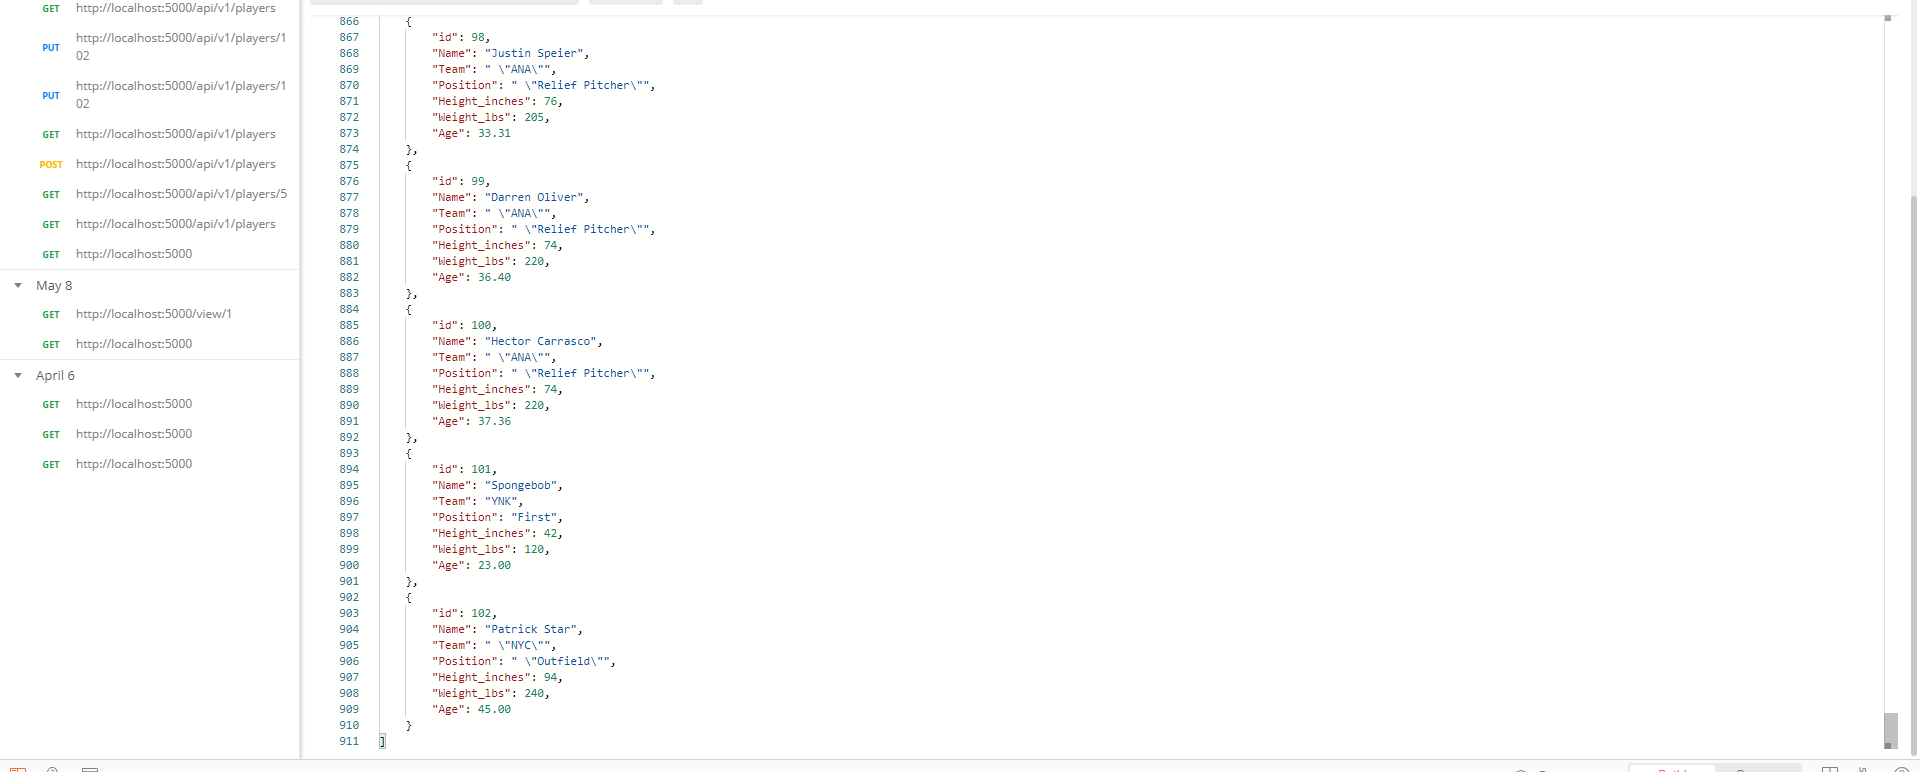 GET http://localhost:5000/api/v1/players
PUT http://localhost:5000/api/v1/players/1
02
PUT http://localhost:5000/api/v1/players/1
02
GET http://localhost:5000/api/v1/players
POST http://localhost:5000/api/v1/players
GET http://localhost:5000/api/v1/players/5
GET http://localhost:5000/api/v1/players
GET http://localhost:5000
May 8
GET http://localhost:5000/view/1
GET http://localhost:5000
April 6
GET http://localhost:5000
GET http://localhost:5000
GET http://localhost:5000
866 {
867 "id": 98,
868 "Name": "Justin Speier",
869 "Team": " \"ANA\"",
870 "Position": " \"Relief Pitcher\"",
871 "Height_inches": 76,
872 "Weight_lbs": 205,
873 "Age": 33.31
874 },
875 {
876 "id": 99,
877 "Name": "Darren Oliver",
878 "Team": " \"ANA\"",
879 "Position": " \"Relief Pitcher\"",
880 "Height_inches": 74,
881 "Weight_lbs": 220,
882 "Age": 36.40
883 },
884 {
885 "id": 100,
886 "Name": "Hector Carrasco",
887 "Team": " \"ANA\"",
888 "Position": " \"Relief Pitcher\"",
889 "Height_inches": 74,
890 "Weight_lbs": 220,
891 "Age": 37.36
892 },
893 {
894 "id": 101,
895 "Name": "Spongebob",
896 "Team": "YNK",
897 "Position": "First",
898 "Height_inches": 42,
899 "Weight_lbs": 120,
900 "Age": 23.00
901 },
902 {
903 "id": 102,
904 "Name": "Patrick Star",
905 "Team": " \"NYC\"",
906 "Position": " \"Outfield\"",
907 "Height_inches": 94,
908 "Weight_lbs": 240,
909 "Age": 45.00
910 }
911 ]